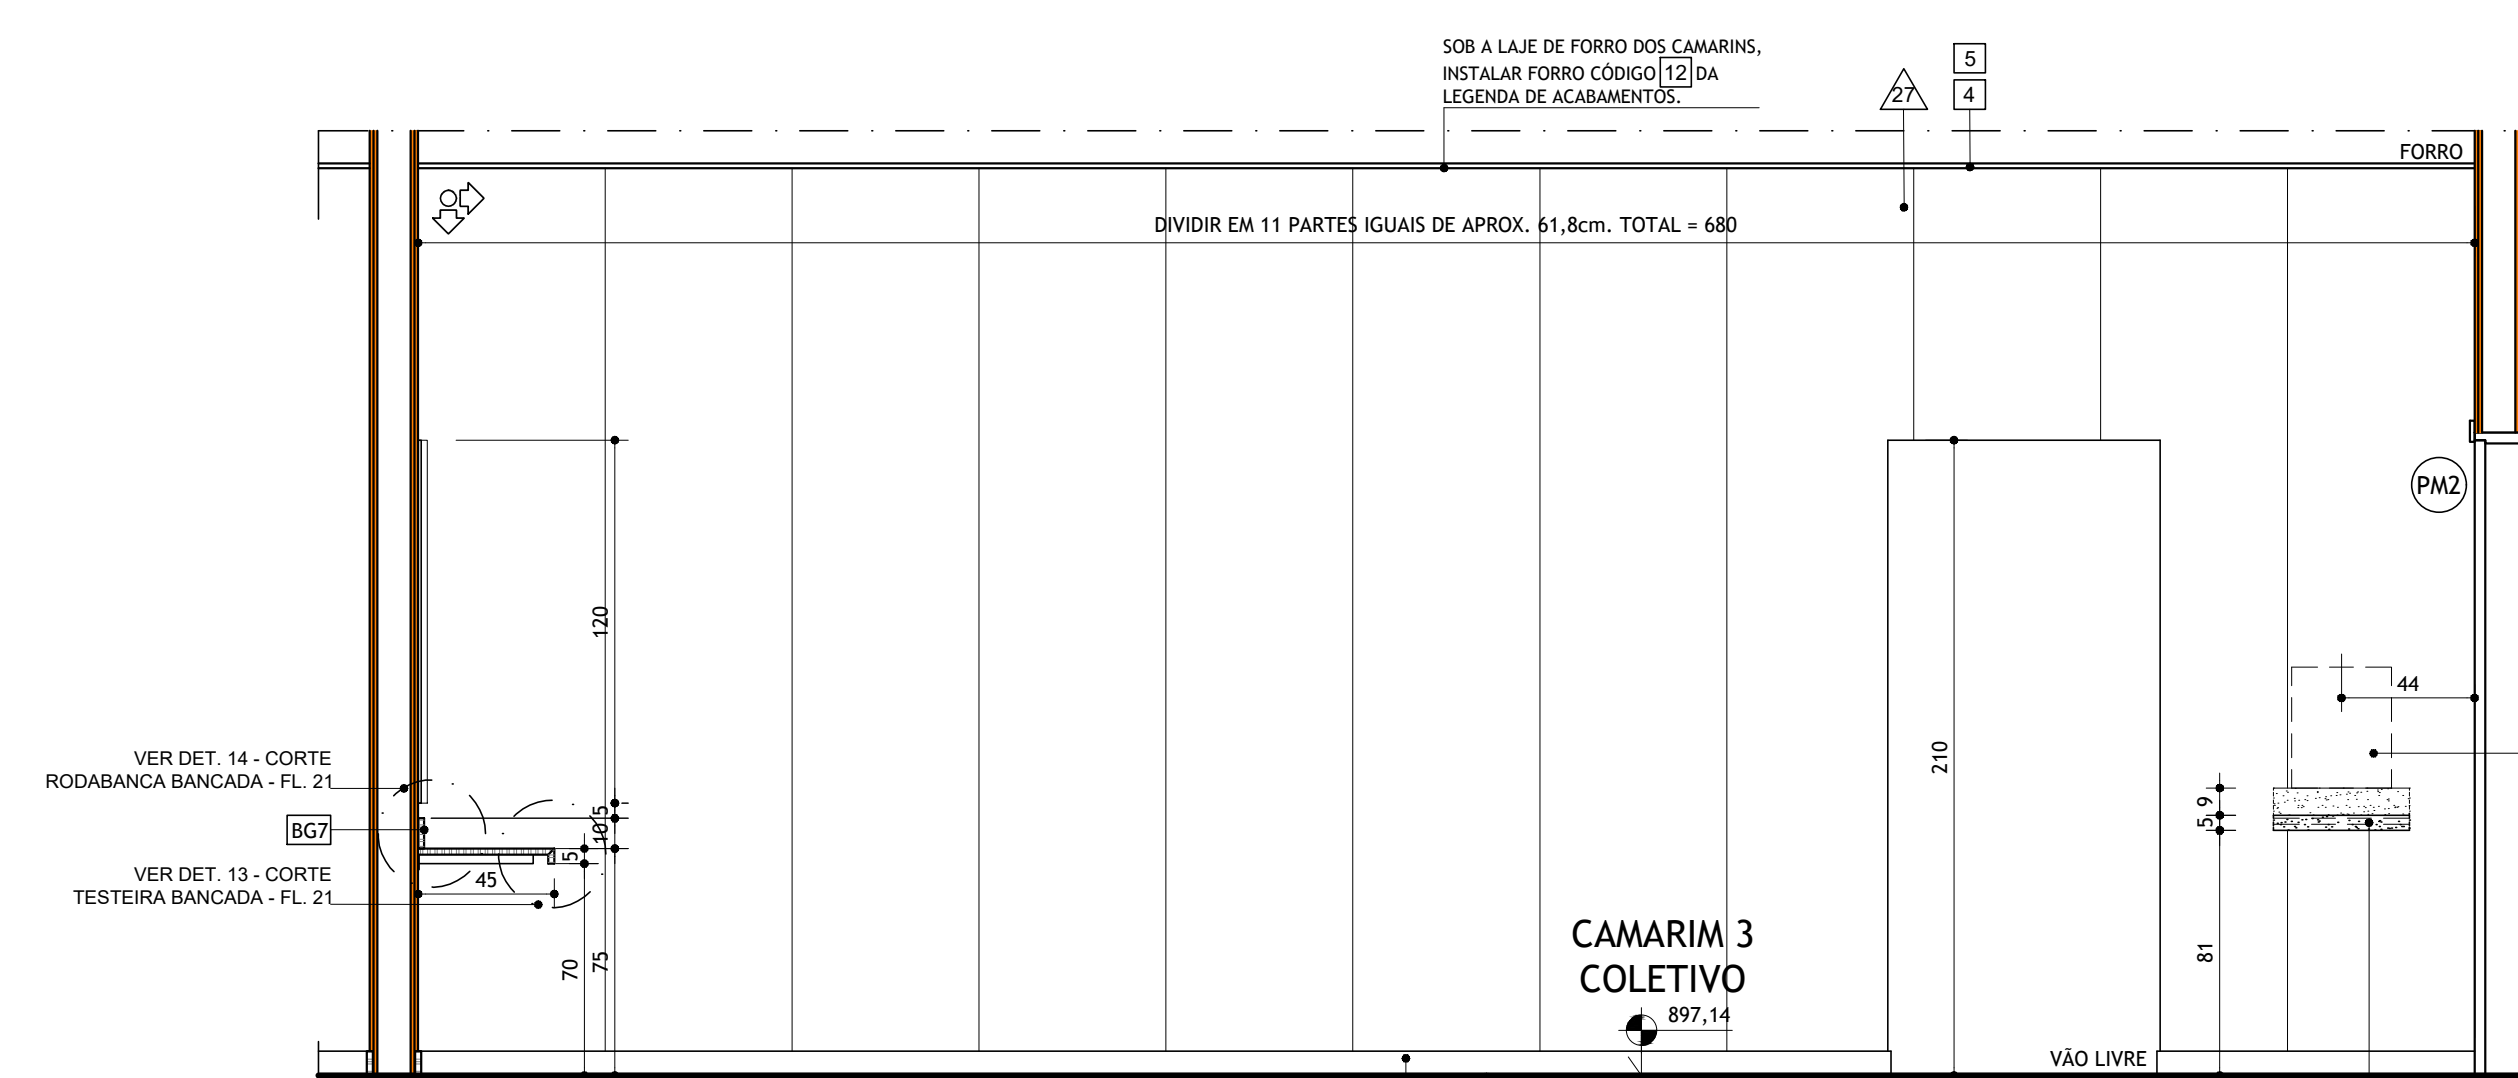 SOB A LAJE DE FORRO DOS CAMARINS,
INSTALAR FORRO CÓDIGO 12 DA
LEGENDA DE ACABAMENTOS.
27
5
4
FORRO
DIVIDIR EM 11 PARTES IGUAIS DE APROX. 61,8cm. TOTAL = 680
PM2
120
44
210
VER DET. 14 - CORTE
RODABANCA BANCADA - FL. 21
BG7
5
10
5
9
5
VER DET. 13 - CORTE
TESTEIRA BANCADA - FL. 21
45
70
75
81
CAMARIM 3
COLETIVO
897,14
VÃO LIVRE